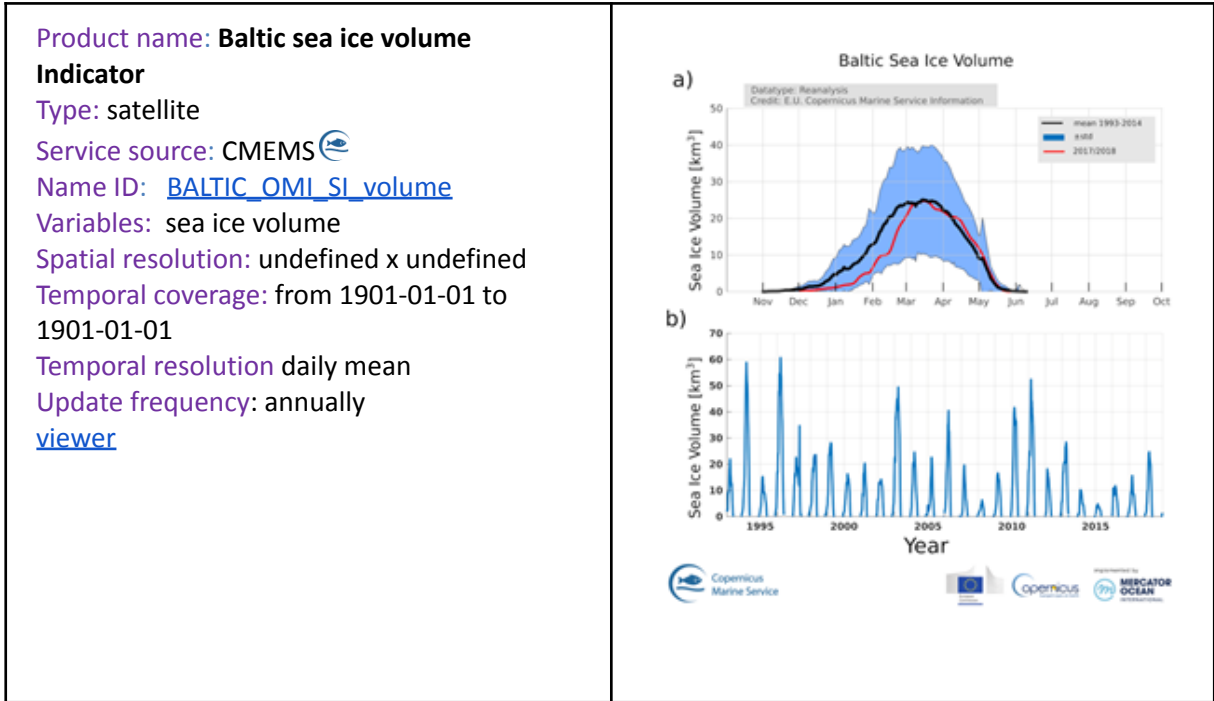 Product name: Baltic sea ice volume
Indicator
Type: satellite
Service source: CMEMS
Name ID: BALTIC_OMI_SI_volume
Variables: sea ice volume
Spatial resolution: undefined x undefined
Temporal coverage: from 1901-01-01 to
1901-01-01
Temporal resolution daily mean
Update frequency: annually
viewer
Baltic Sea Ice Volume
a)
Datatype: Reanalysis
Credit: E.U. Copernicus Marine Service Information
mean 1993-2014
±std
2017/2018
Sea Ice Volume [km³]
50
40
30
20
10
0
Nov Dec Jan Feb Mar Apr May Jun Jul Aug Sep Oct
b)
Sea Ice Volume [km³]
70
60
50
40
30
20
10
0
1995 2000 2005 2010 2015
Year
Copernicus
Marine Service
opernicus
implemented by
MERCATOR
OCEAN
INTERNATIONAL